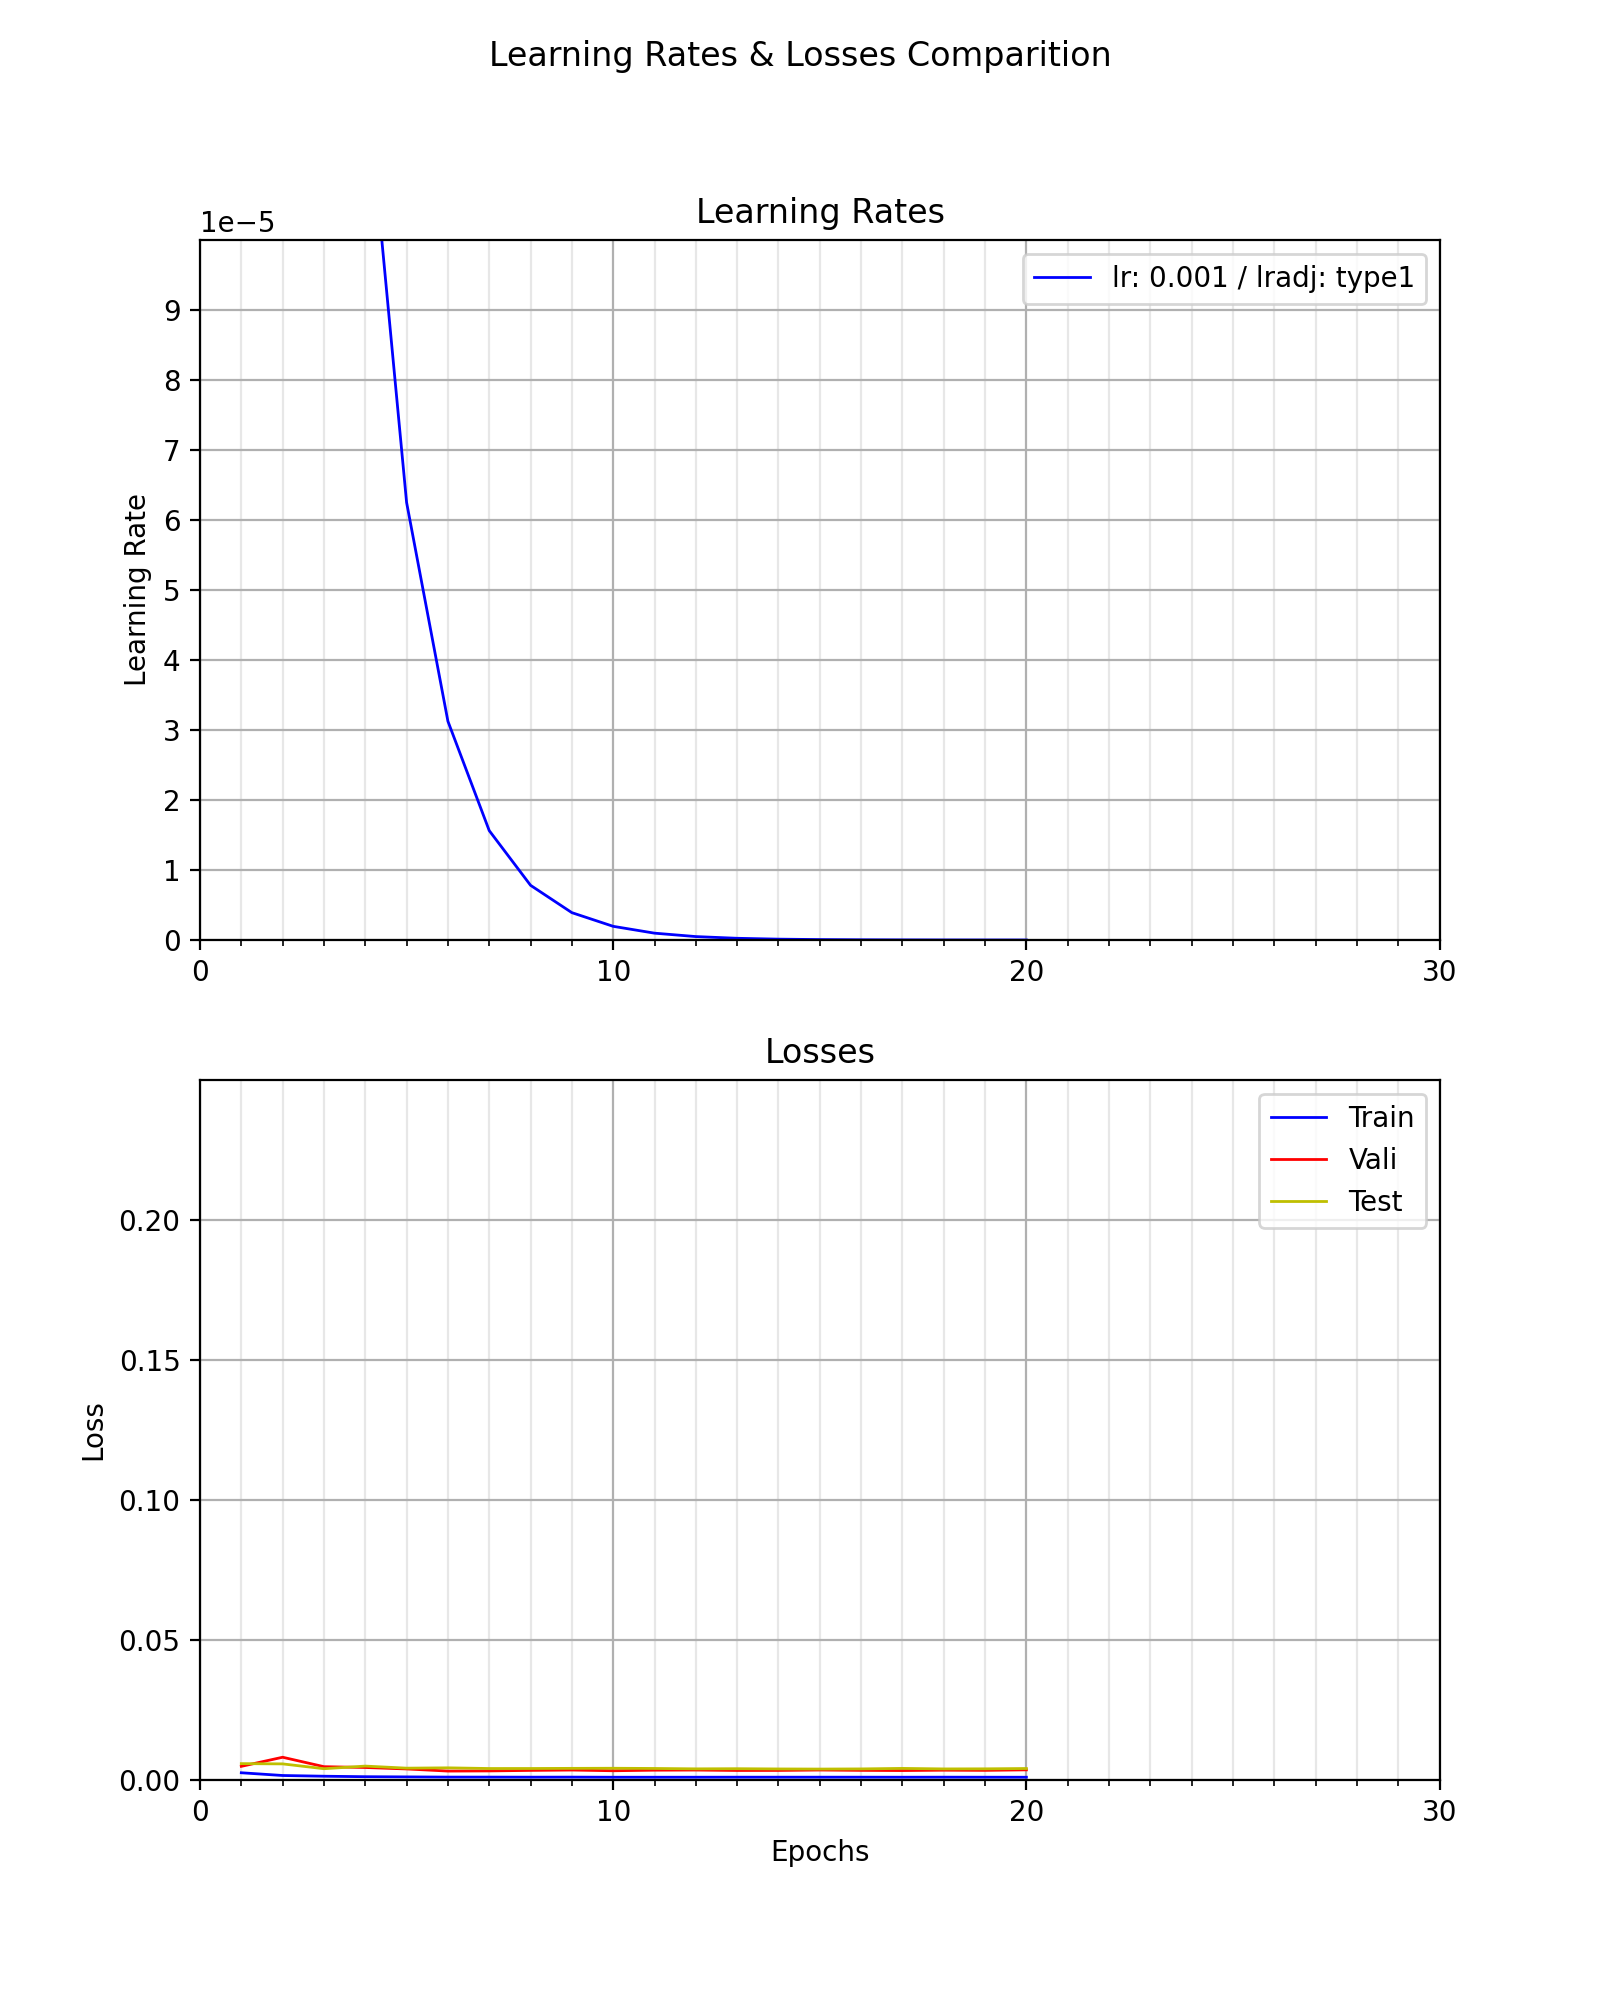 Learning Rates & Losses Comparition
Learning Rates
1e−5
lr: 0.001 / lradj: type1
9
8
7
6
5
4
3
2
1
0
Learning Rate
0 10 20 30
Losses
Train
Vali
Test
0.20
0.15
0.10
0.05
0.00
Loss
0 10 20 30
Epochs